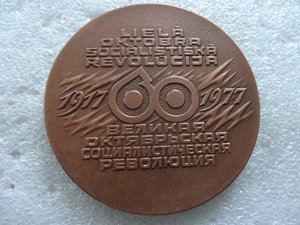 LIELĀ
OKTOBRA
SOCIĀLISTISKĀ
REVOLŪCIJA
1917 60 1977
ВЕЛИКАЯ
ОКТЯБРЬСКАЯ
СОЦИАЛИСТИЧЕСКАЯ
РЕВОЛЮЦИЯ